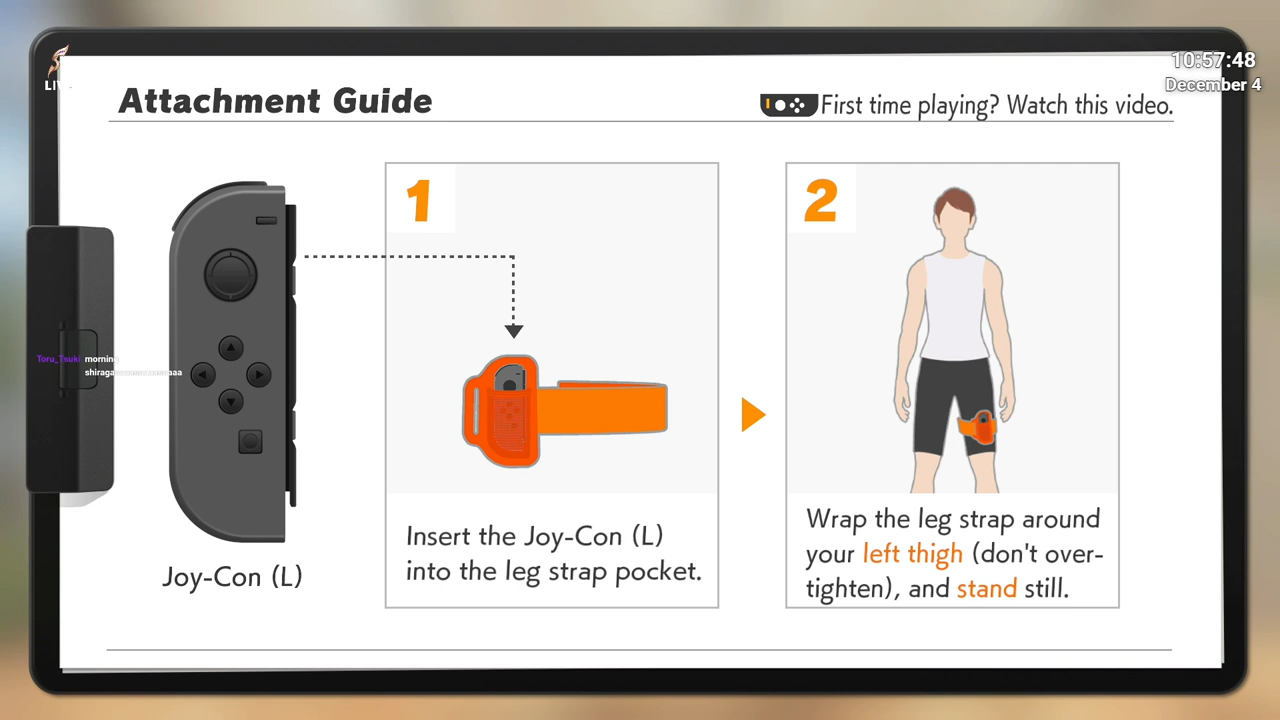 10:57:48
December 4
LIVE
Attachment Guide
First time playing? Watch this video.
1
2
Toru_Tsuki morning
Joy-Con (L)
Insert the Joy-Con (L)
into the leg strap pocket.
Wrap the leg strap around
your left thigh (don't over-
tighten), and stand still.